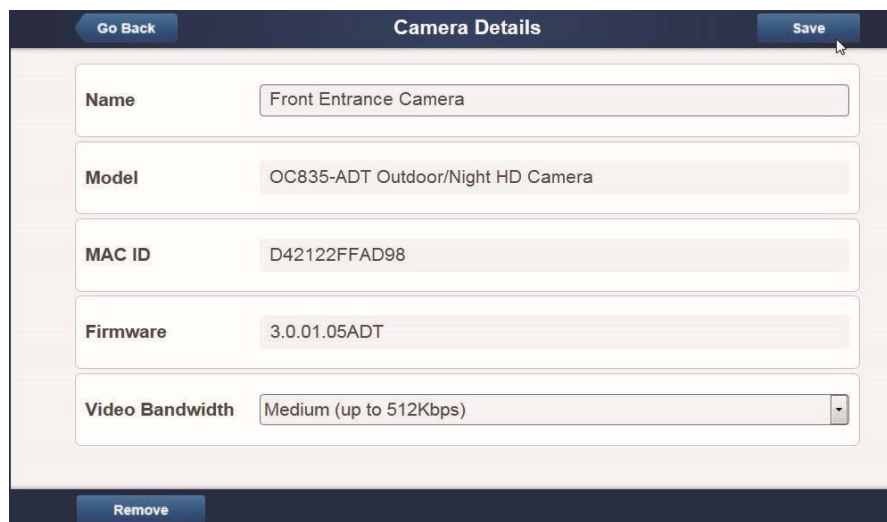 Go Back
Camera Details
Save
Name
Front Entrance Camera
Model
OC835-ADT Outdoor/Night HD Camera
MAC ID
D42122FFAD98
Firmware
3.0.01.05ADT
Video Bandwidth
Medium (up to 512Kbps)
Remove